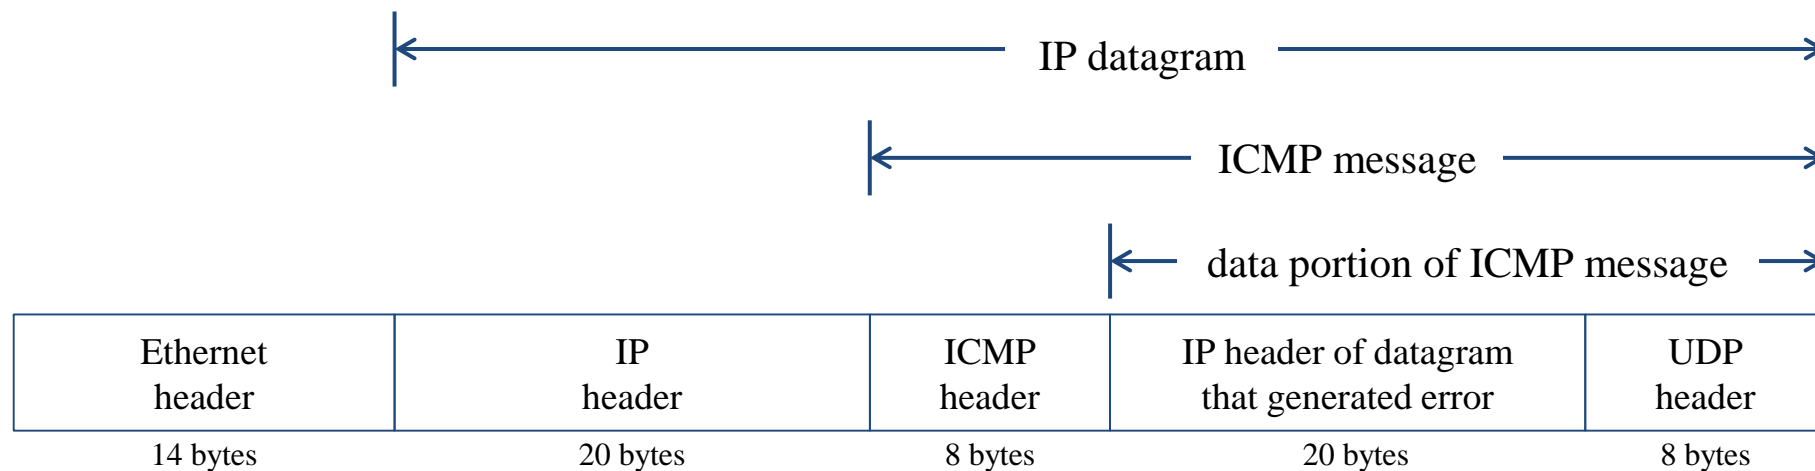 IP datagram
ICMP message
data portion of ICMP message
Ethernet
header
IP
header
ICMP
header
IP header of datagram
that generated error
UDP
header
14 bytes
20 bytes
8 bytes
20 bytes
8 bytes